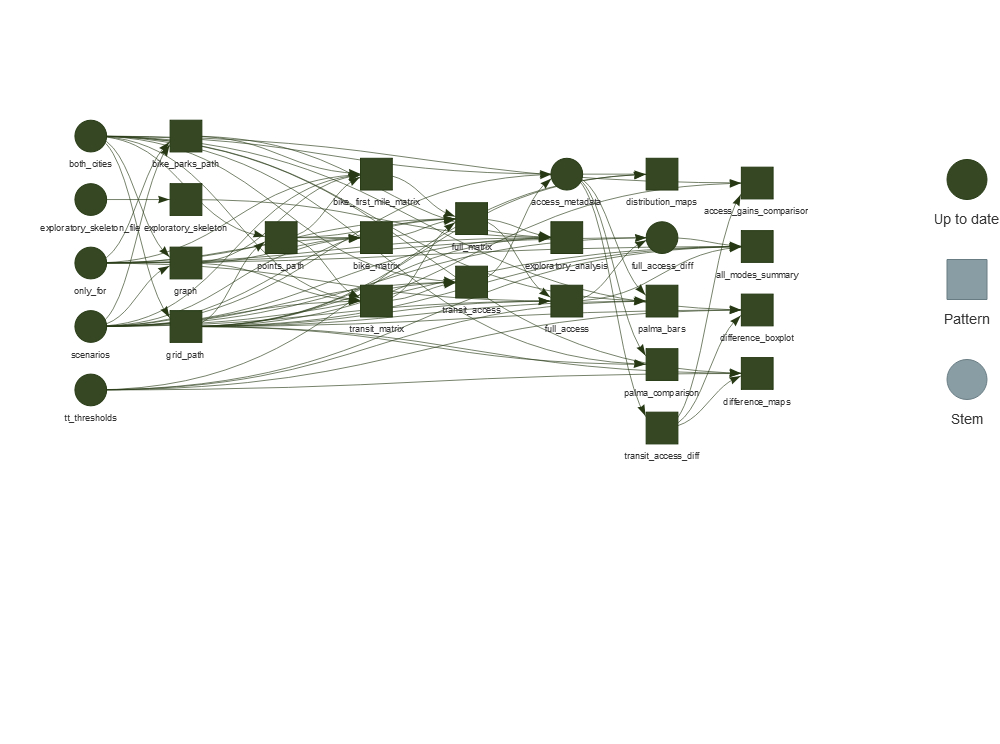 both_cities
bike_parks_path
exploratory_skeleton_file
exploratory_skeleton
only_for
graph
scenarios
grid_path
tt_thresholds
points_path
bike_first_mile_matrix
bike_matrix
transit_matrix
full_matrix
transit_access
access_metadata
exploratory_analysis
full_access
distribution_maps
full_access_diff
palma_bars
palma_comparison
transit_access_diff
access_gains_comparisor
all_modes_summary
difference_boxplot
difference_maps
Up to date
Pattern
Stem